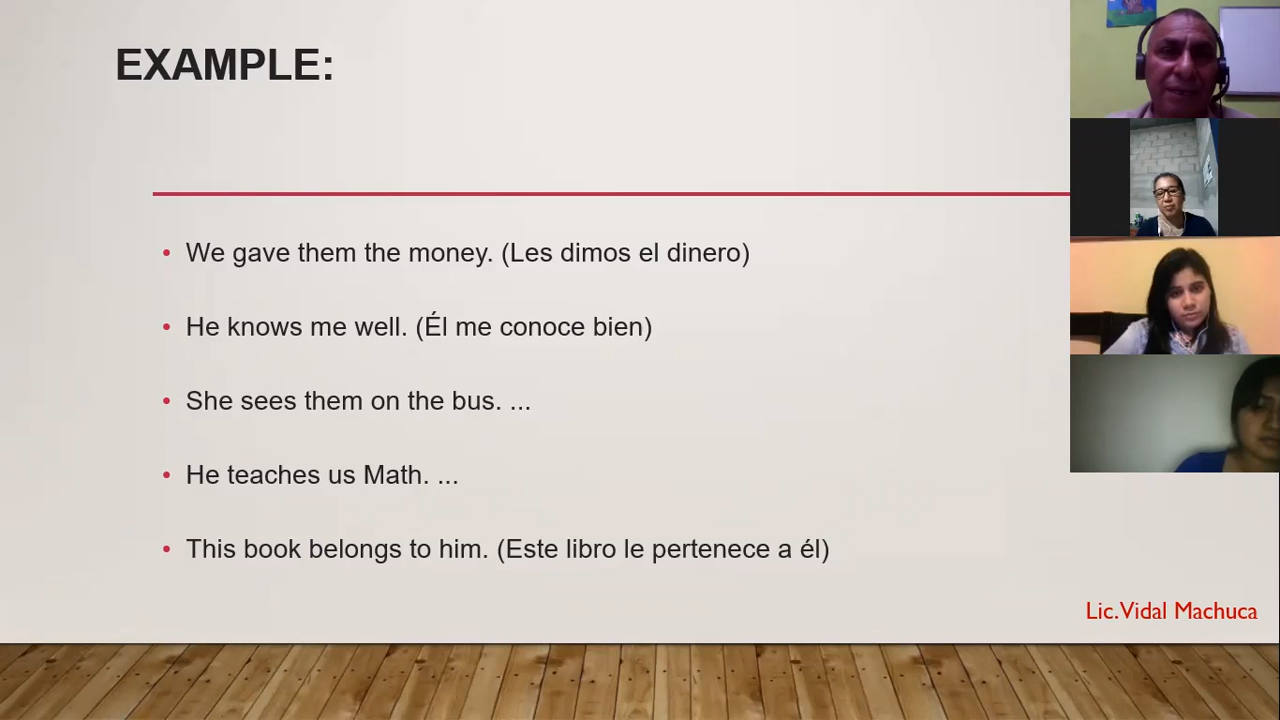 EXAMPLE:
• We gave them the money. (Les dimos el dinero)
• He knows me well. (Él me conoce bien)
• She sees them on the bus. ...
• He teaches us Math. ...
• This book belongs to him. (Este libro le pertenece a él)
Lic.Vidal Machuca